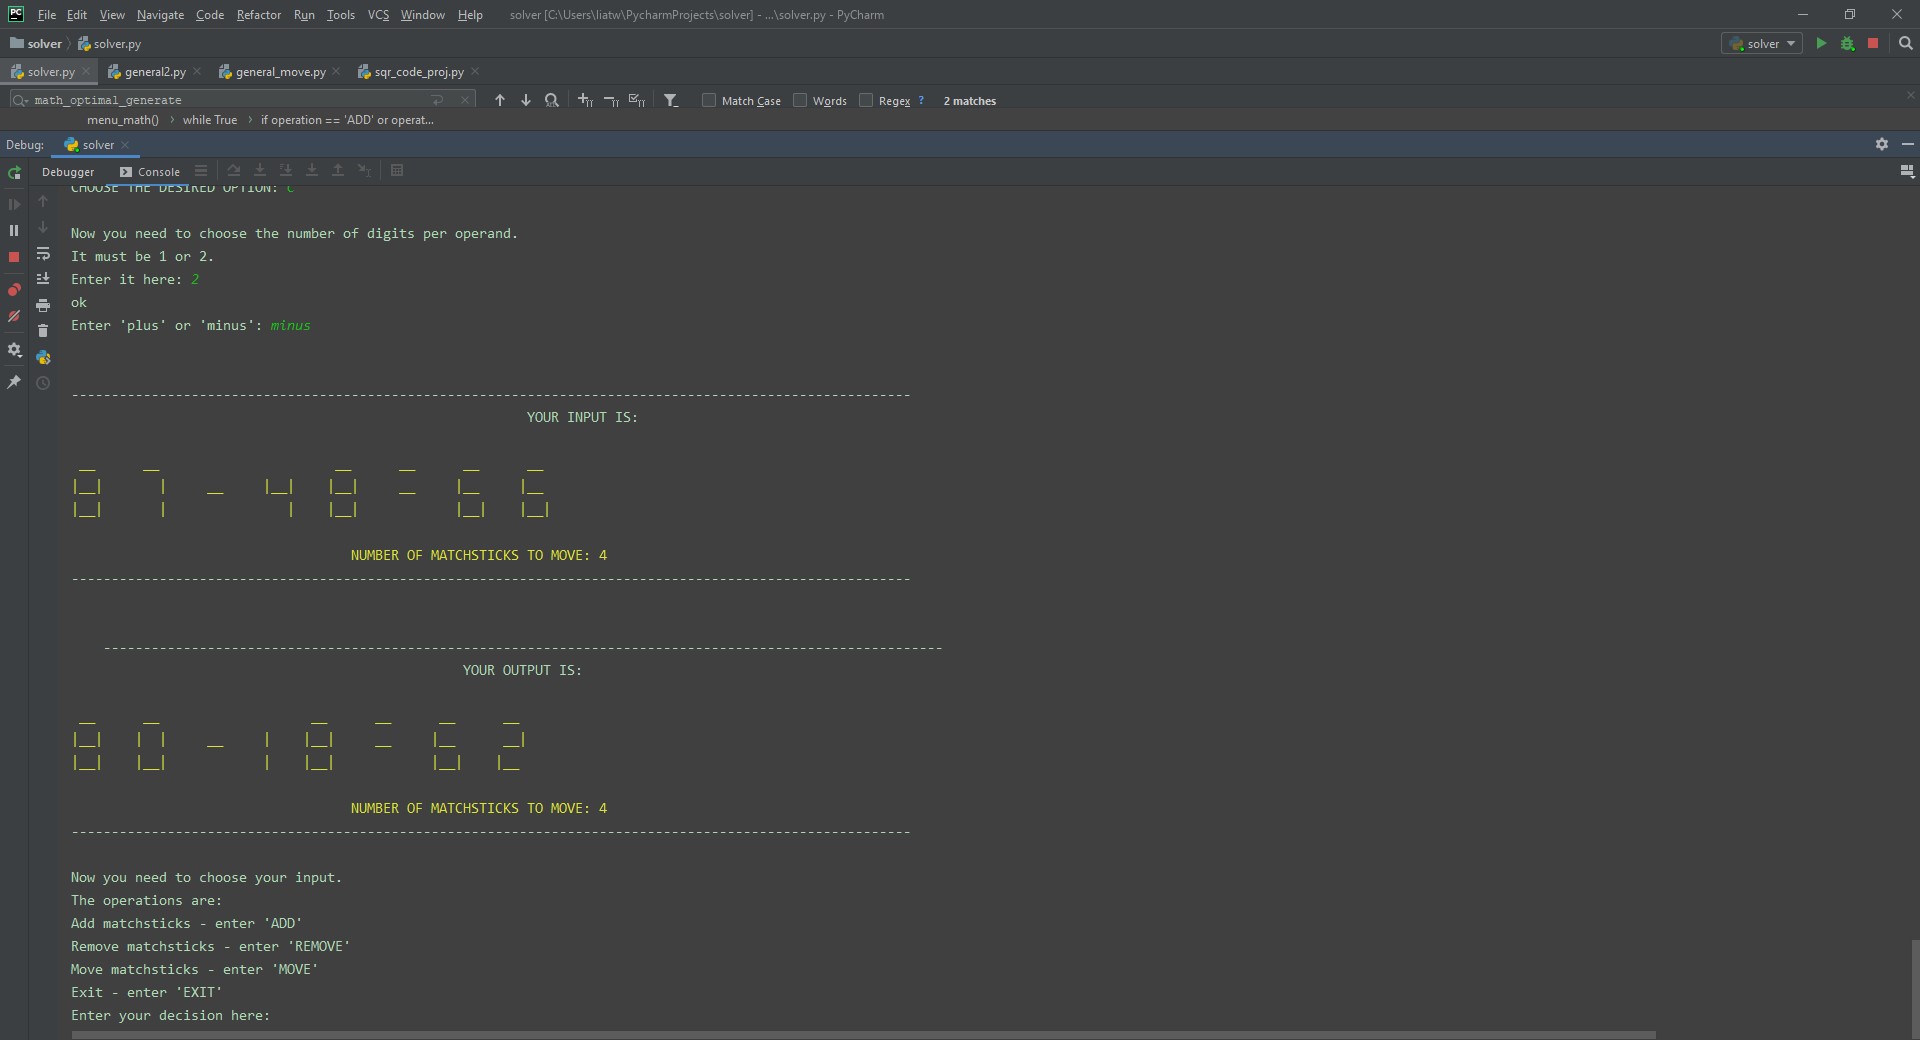 File Edit View Navigate Code Refactor Run Tools VCS Window Help solver [C:\Users\liatw\PycharmProjects\solver] - ...\solver.py - PyCharm
solver solver.py solver
solver.py general2.py general_move.py sqr_code_proj.py
math_optimal_generate Match Case Words Regex ? 2 matches
menu_math() while True if operation == 'ADD' or operat...
Debug: solver
Debugger Console
CHOOSE THE DESIRED OPTION: c
Now you need to choose the number of digits per operand.
It must be 1 or 2.
Enter it here: 2
ok
Enter 'plus' or 'minus': minus
YOUR INPUT IS:
87 - 48 = 66
NUMBER OF MATCHSTICKS TO MOVE: 4
YOUR OUTPUT IS:
80 - 18 = 62
NUMBER OF MATCHSTICKS TO MOVE: 4
Now you need to choose your input.
The operations are:
Add matchsticks - enter 'ADD'
Remove matchsticks - enter 'REMOVE'
Move matchsticks - enter 'MOVE'
Exit - enter 'EXIT'
Enter your decision here: